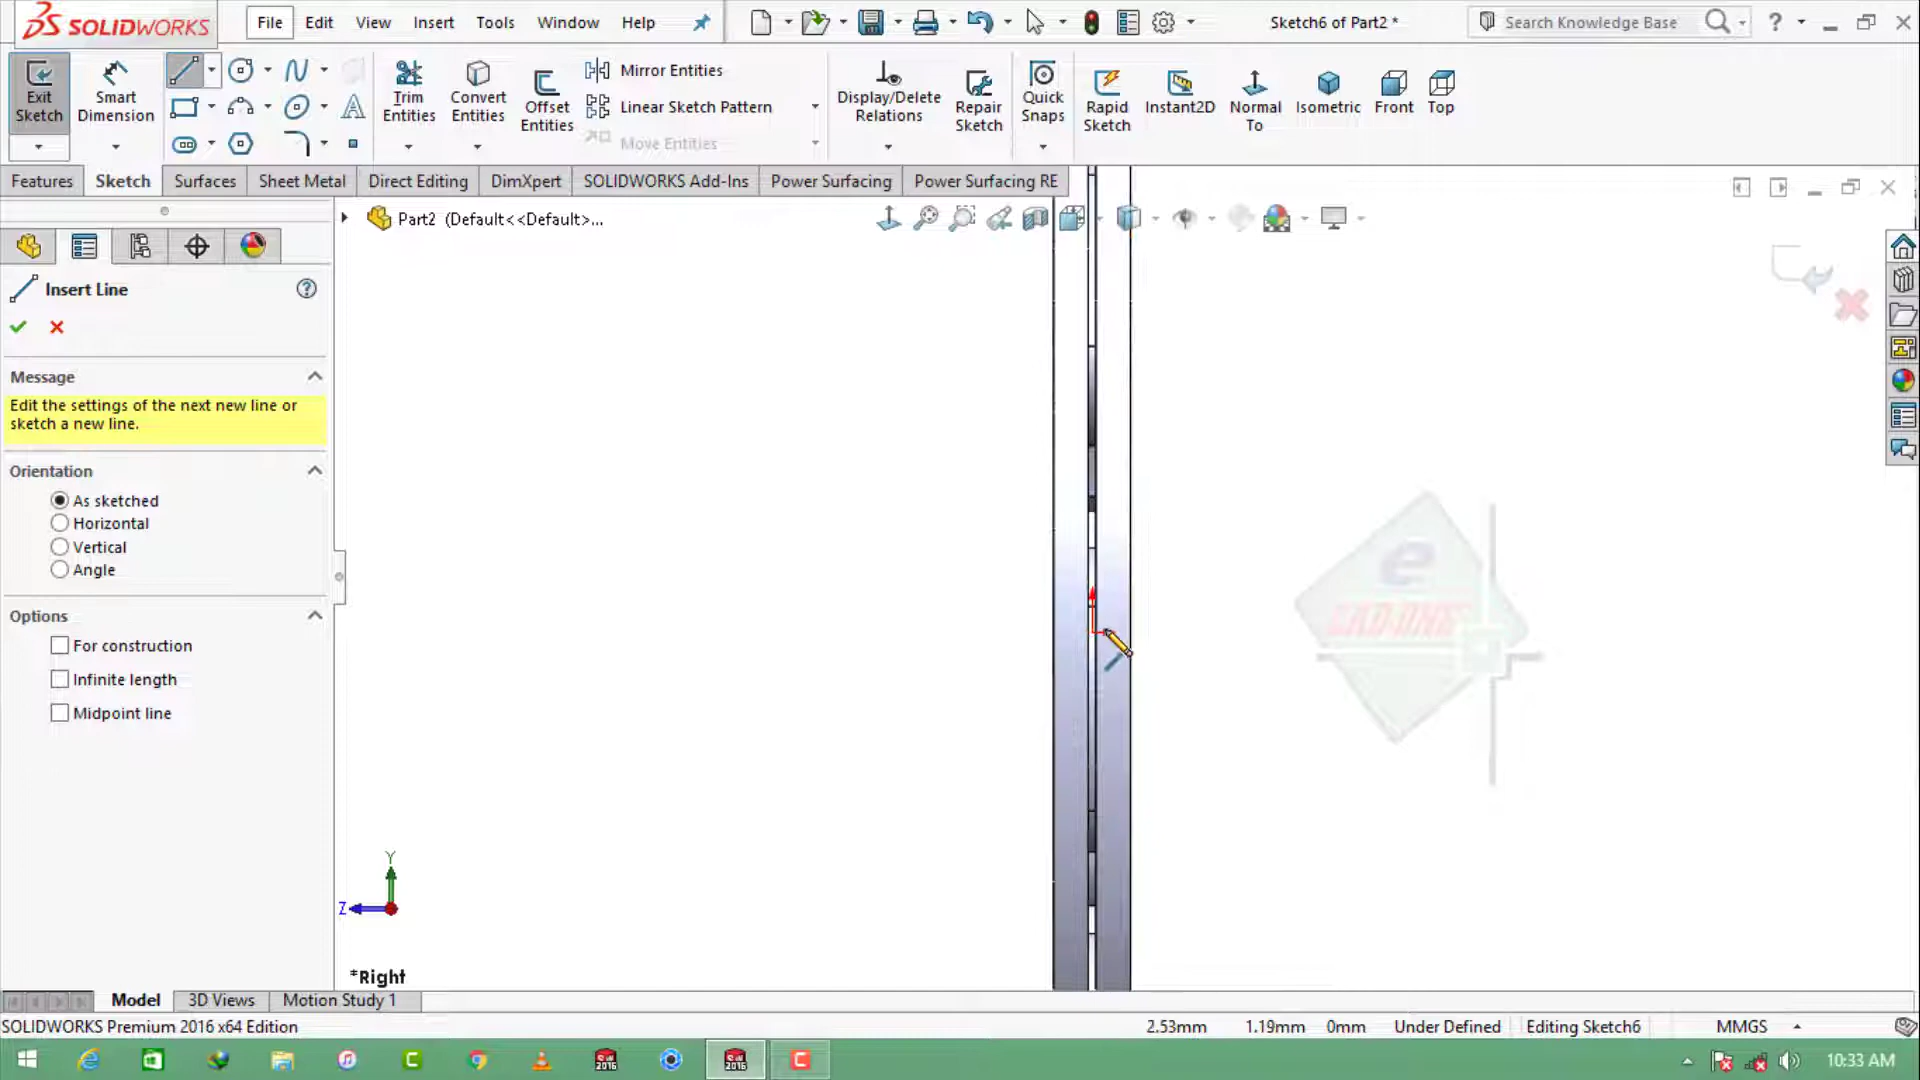 SOLIDWORKS
File Edit View Insert Tools Window Help
Sketch6 of Part2 *
Search Knowledge Base
Exit Sketch
Smart Dimension
Trim Entities
Convert Entities
Offset Entities
Mirror Entities
Linear Sketch Pattern
Move Entities
Display/Delete Relations
Repair Sketch
Quick Snaps
Rapid Sketch
Instant2D
Normal To
Isometric
Front
Top
Features Sketch Surfaces Sheet Metal Direct Editing DimXpert SOLIDWORKS Add-Ins Power Surfacing Power Surfacing RE
Part2 (Default<<Default>...
Insert Line
Message
Edit the settings of the next new line or
sketch a new line.
Orientation
As sketched
Horizontal
Vertical
Angle
Options
For construction
Infinite length
Midpoint line
e
CAD-ONE
Y
Z
*Right
Model 3D Views Motion Study 1
SOLIDWORKS Premium 2016 x64 Edition
2.53mm 1.19mm 0mm Under Defined Editing Sketch6 MMGS
10:33 AM